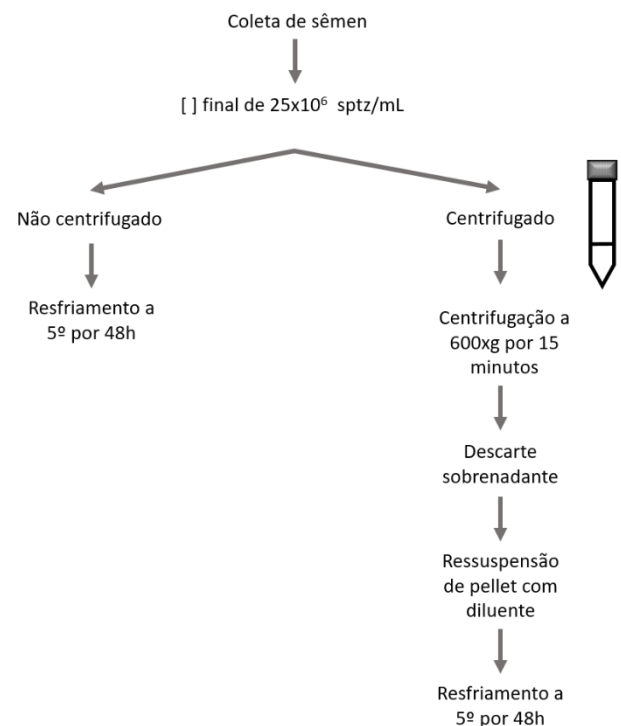 Coleta de sêmen
[ ] final de 25x10⁶ sptz/mL
Não centrifugado
Resfriamento a
5º por 48h
Centrifugado
Centrifugação a
600xg por 15
minutos
Descarte
sobrenadante
Ressuspensão
de pellet com
diluente
Resfriamento a
5º por 48h